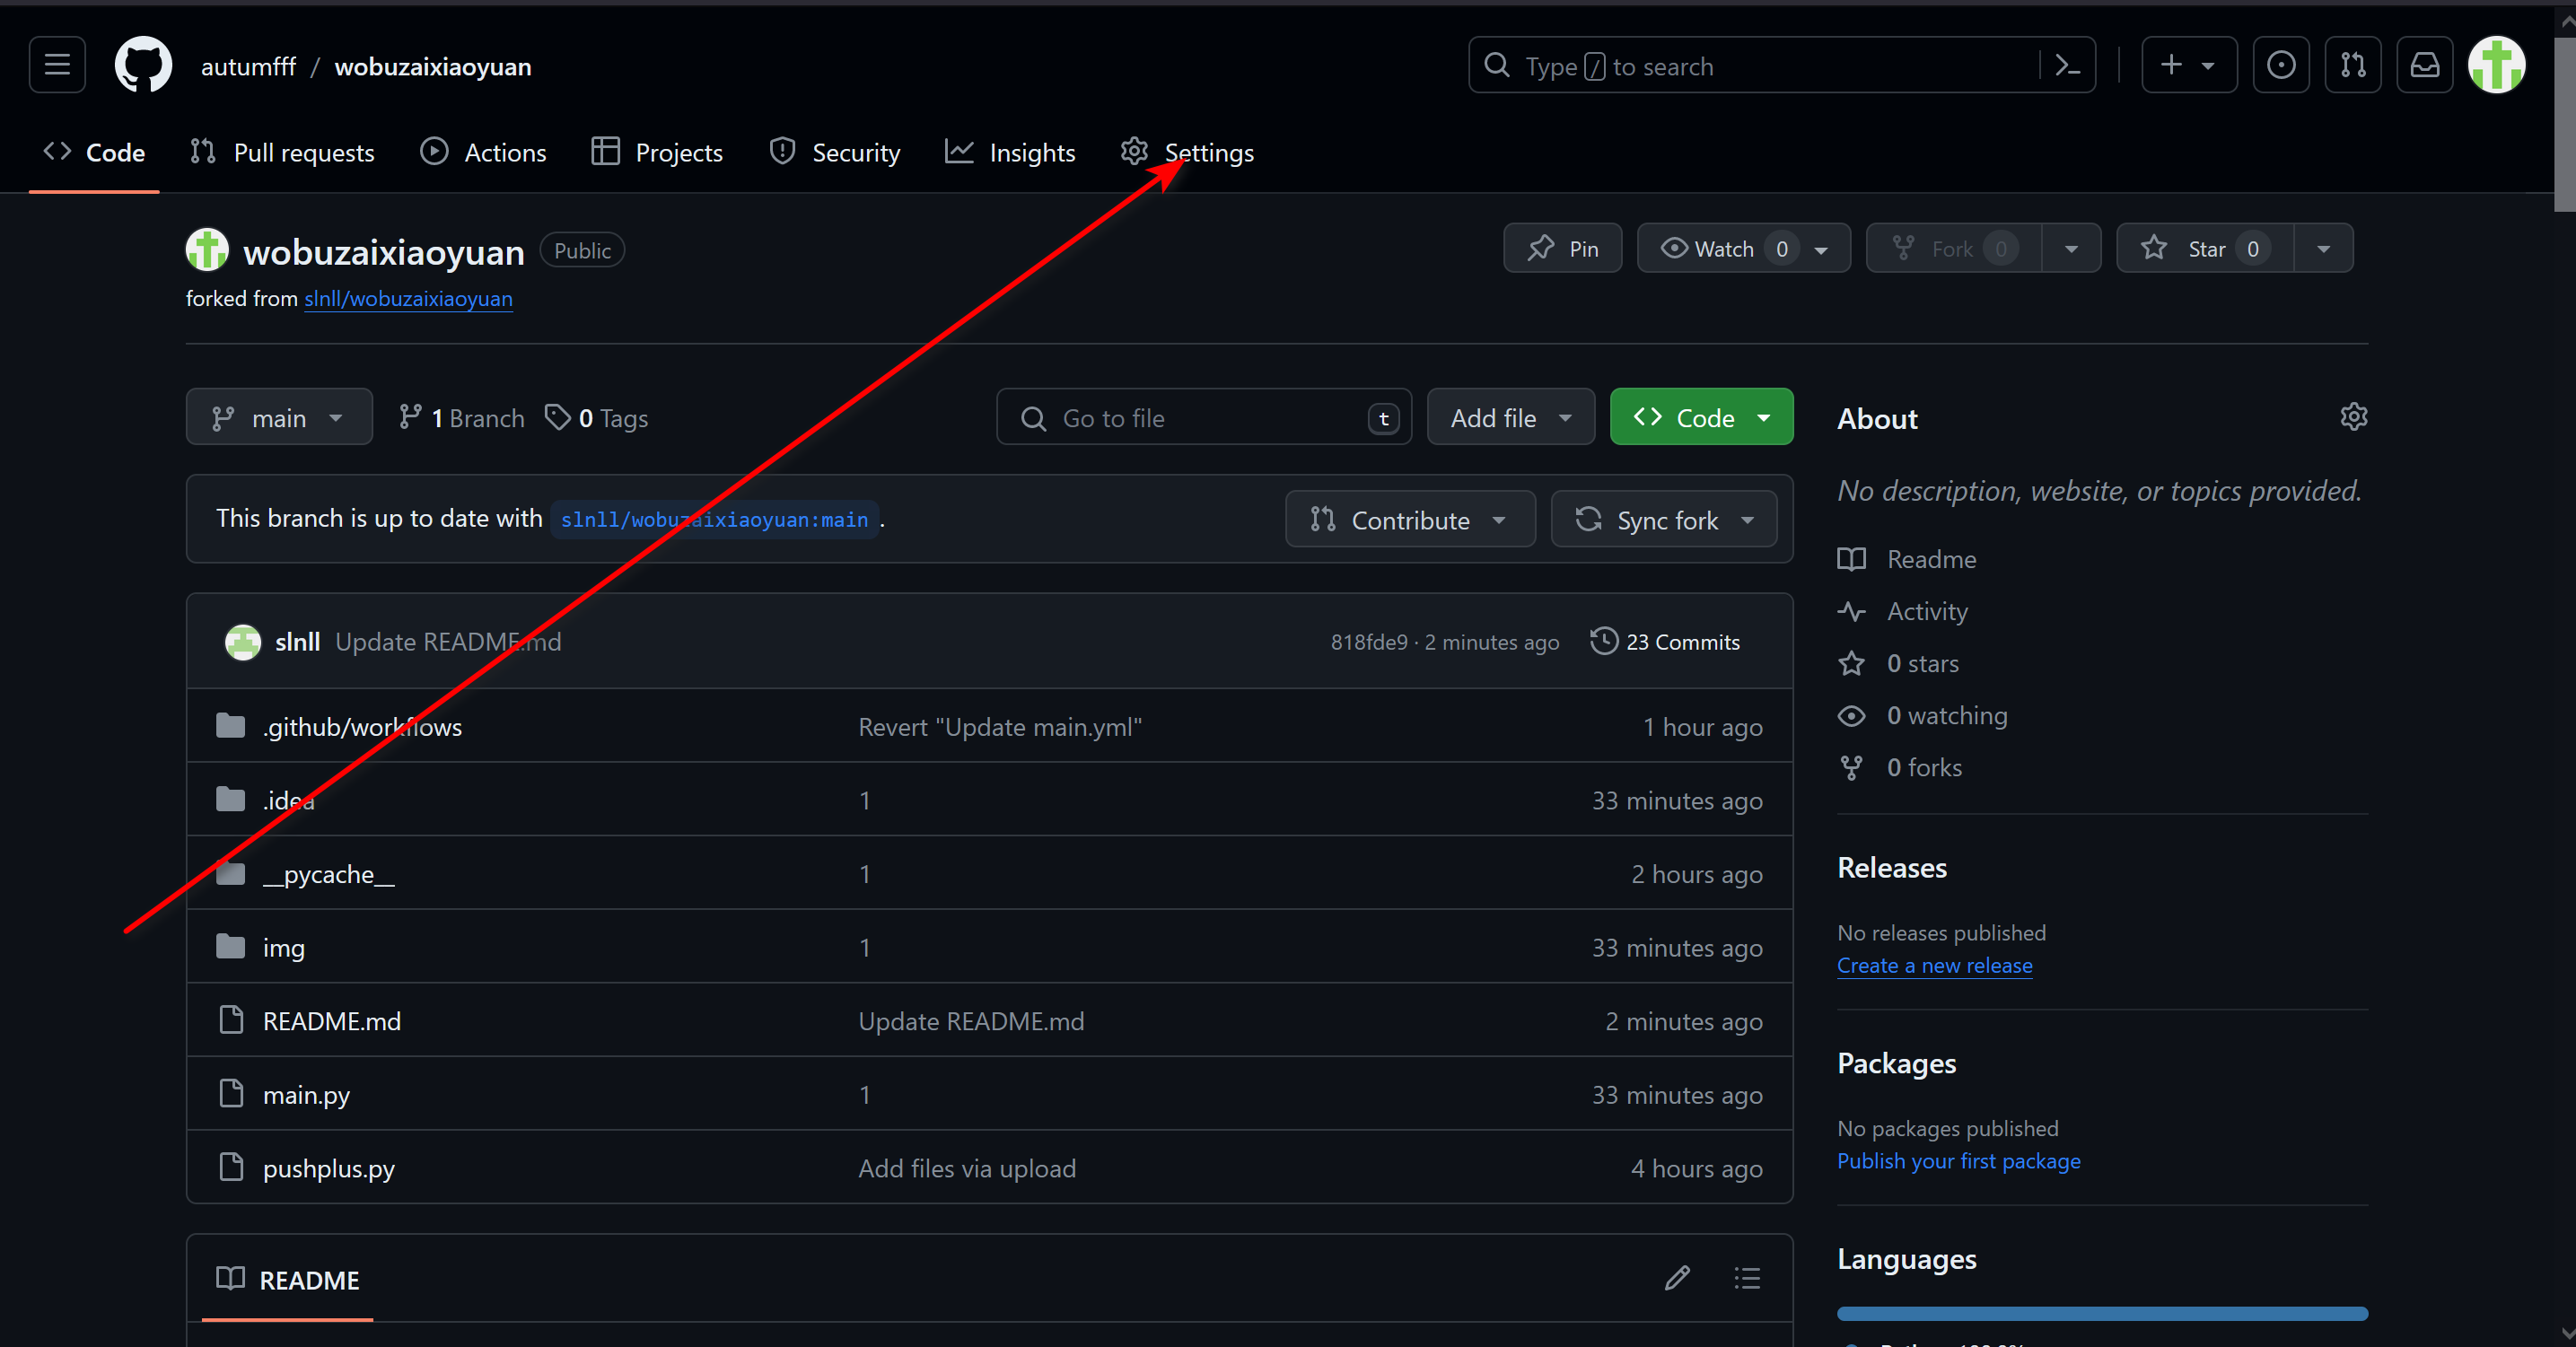 autumfff / wobuzaixiaoyuan
Type / to search
Code Pull requests Actions Projects Security Insights Settings
wobuzaixiaoyuan Public
Pin Watch 0 Fork 0 Star 0
forked from slnll/wobuzaixiaoyuan
main 1 Branch 0 Tags
Go to file t Add file Code
This branch is up to date with slnll/wobuzaixiaoyuan:main .
Contribute Sync fork
slnll Update README.md 818fde9 · 2 minutes ago 23 Commits
.github/workflows Revert "Update main.yml" 1 hour ago
.idea 1 33 minutes ago
__pycache__ 1 2 hours ago
img 1 33 minutes ago
README.md Update README.md 2 minutes ago
main.py 1 33 minutes ago
pushplus.py Add files via upload 4 hours ago
README
About
No description, website, or topics provided.
Readme
Activity
0 stars
0 watching
0 forks
Releases
No releases published
Create a new release
Packages
No packages published
Publish your first package
Languages